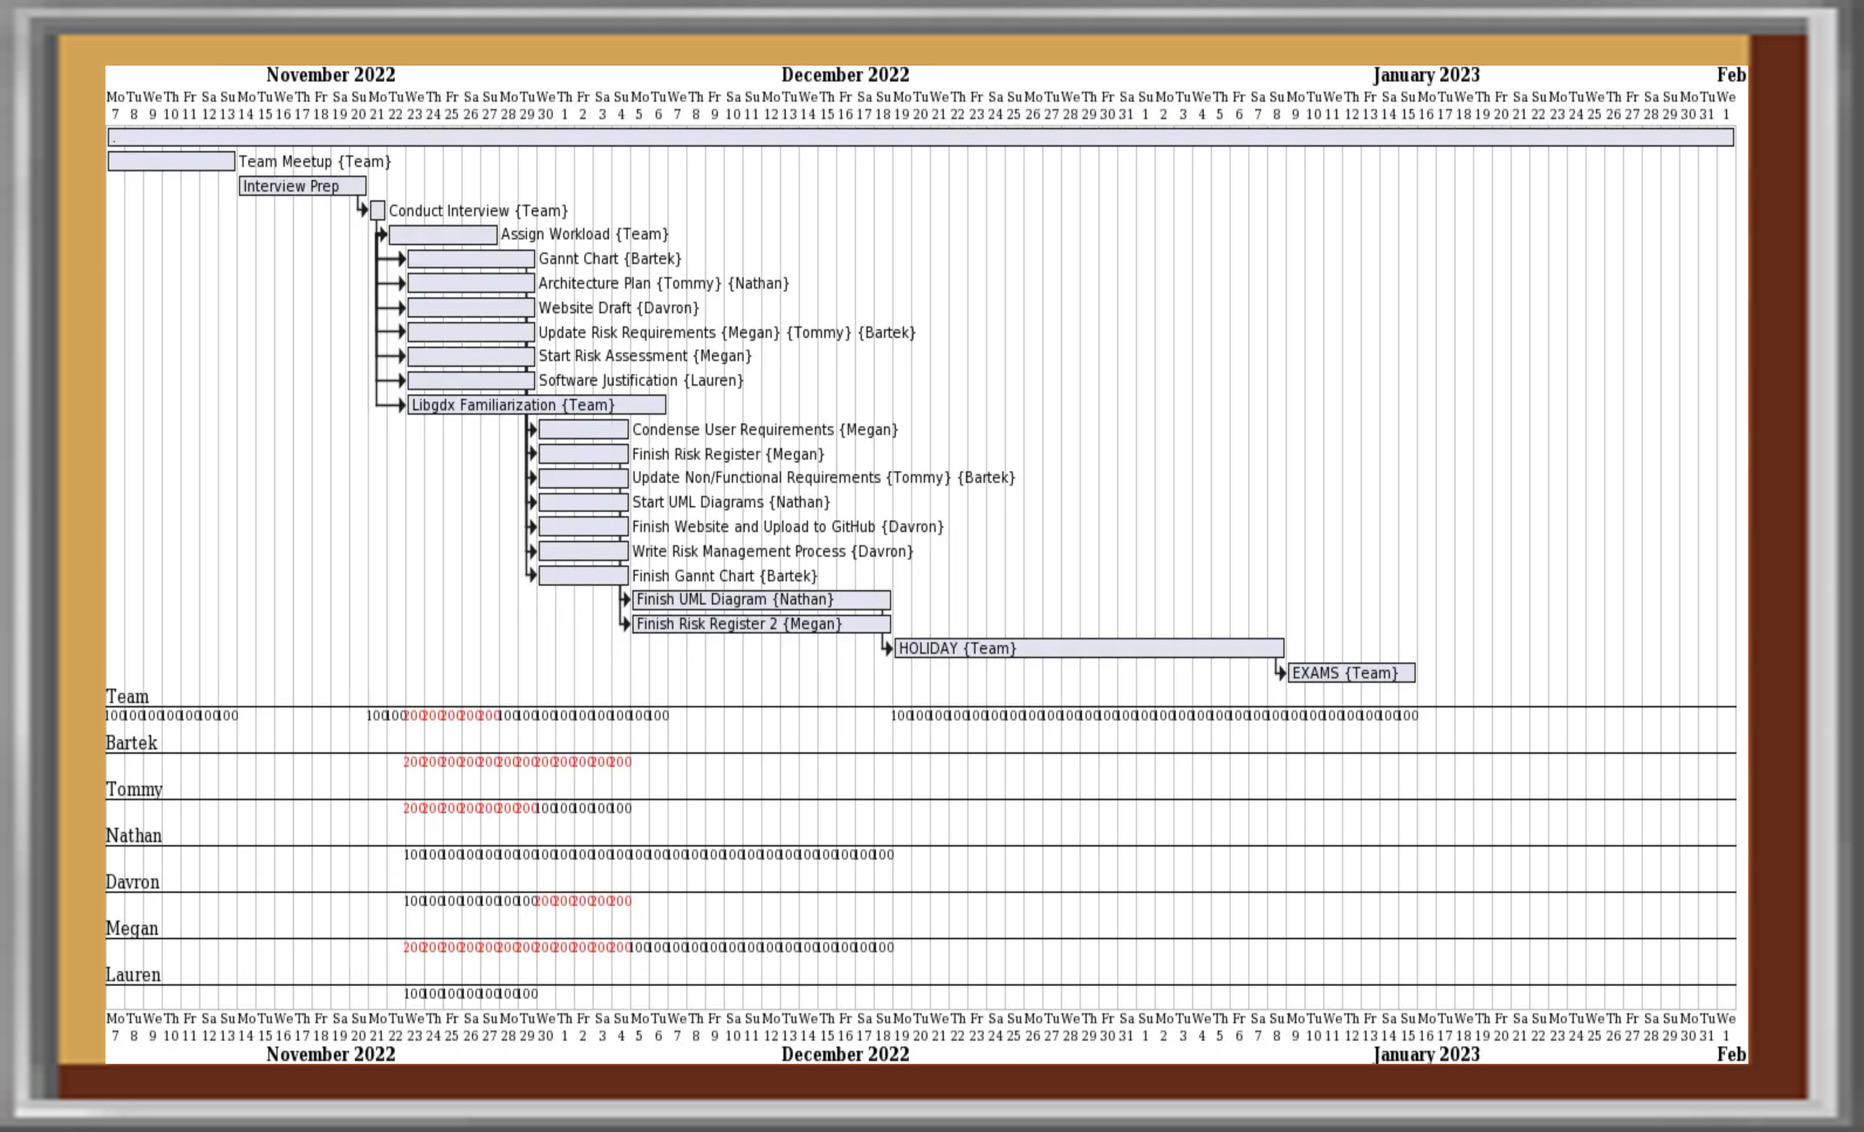 November 2022 December 2022 January 2023 Feb
Mo Tu We Th Fr Sa Su Mo Tu We Th Fr Sa Su Mo Tu We Th Fr Sa Su Mo Tu We Th Fr Sa Su Mo Tu We Th Fr Sa Su Mo Tu We Th Fr Sa Su Mo Tu We Th Fr Sa Su Mo Tu We Th Fr Sa Su Mo Tu We Th Fr Sa Su Mo Tu We Th Fr Sa Su Mo Tu We Th Fr Sa Su Mo Tu We Th Fr Sa Su Mo Tu We
7 8 9 10 11 12 13 14 15 16 17 18 19 20 21 22 23 24 25 26 27 28 29 30 1 2 3 4 5 6 7 8 9 10 11 12 13 14 15 16 17 18 19 20 21 22 23 24 25 26 27 28 29 30 31 1 2 3 4 5 6 7 8 9 10 11 12 13 14 15 16 17 18 19 20 21 22 23 24 25 26 27 28 29 30 31 1
.
Team Meetup {Team}
Interview Prep
Conduct Interview {Team}
Assign Workload {Team}
Gannt Chart {Bartek}
Architecture Plan {Tommy} {Nathan}
Website Draft {Davron}
Update Risk Requirements {Megan} {Tommy} {Bartek}
Start Risk Assessment {Megan}
Software Justification {Lauren}
Libgdx Familiarization {Team}
Condense User Requirements {Megan}
Finish Risk Register {Megan}
Update Non/Functional Requirements {Tommy} {Bartek}
Start UML Diagrams {Nathan}
Finish Website and Upload to GitHub {Davron}
Write Risk Management Process {Davron}
Finish Gannt Chart {Bartek}
Finish UML Diagram {Nathan}
Finish Risk Register 2 {Megan}
HOLIDAY {Team}
EXAMS {Team}
Team
100 100 100 100 100 100 100 100 100 200 200 200 200 200 100 100 100 100 100 100 100 100 100 100 100 100 100 100 100 100 100 100 100 100 100 100 100 100 100 100 100 100 100 100 100 100 100 100 100 100 100
Bartek
200 200 200 200 200 200 200 200 200 200 200 200
Tommy
200 200 200 200 200 200 200 100 100 100 100 100
Nathan
100 100 100 100 100 100 100 100 100 100 100 100 100 100 100 100 100 100 100 100 100 100 100 100 100 100
Davron
100 100 100 100 100 100 100 200 200 200 200 200
Megan
200 200 200 200 200 200 200 200 200 200 200 200 100 100 100 100 100 100 100 100 100 100 100 100 100 100
Lauren
100 100 100 100 100 100 100
Mo Tu We Th Fr Sa Su Mo Tu We Th Fr Sa Su Mo Tu We Th Fr Sa Su Mo Tu We Th Fr Sa Su Mo Tu We Th Fr Sa Su Mo Tu We Th Fr Sa Su Mo Tu We Th Fr Sa Su Mo Tu We Th Fr Sa Su Mo Tu We Th Fr Sa Su Mo Tu We Th Fr Sa Su Mo Tu We Th Fr Sa Su Mo Tu We Th Fr Sa Su Mo Tu We
7 8 9 10 11 12 13 14 15 16 17 18 19 20 21 22 23 24 25 26 27 28 29 30 1 2 3 4 5 6 7 8 9 10 11 12 13 14 15 16 17 18 19 20 21 22 23 24 25 26 27 28 29 30 31 1 2 3 4 5 6 7 8 9 10 11 12 13 14 15 16 17 18 19 20 21 22 23 24 25 26 27 28 29 30 31 1
November 2022 December 2022 January 2023 Feb